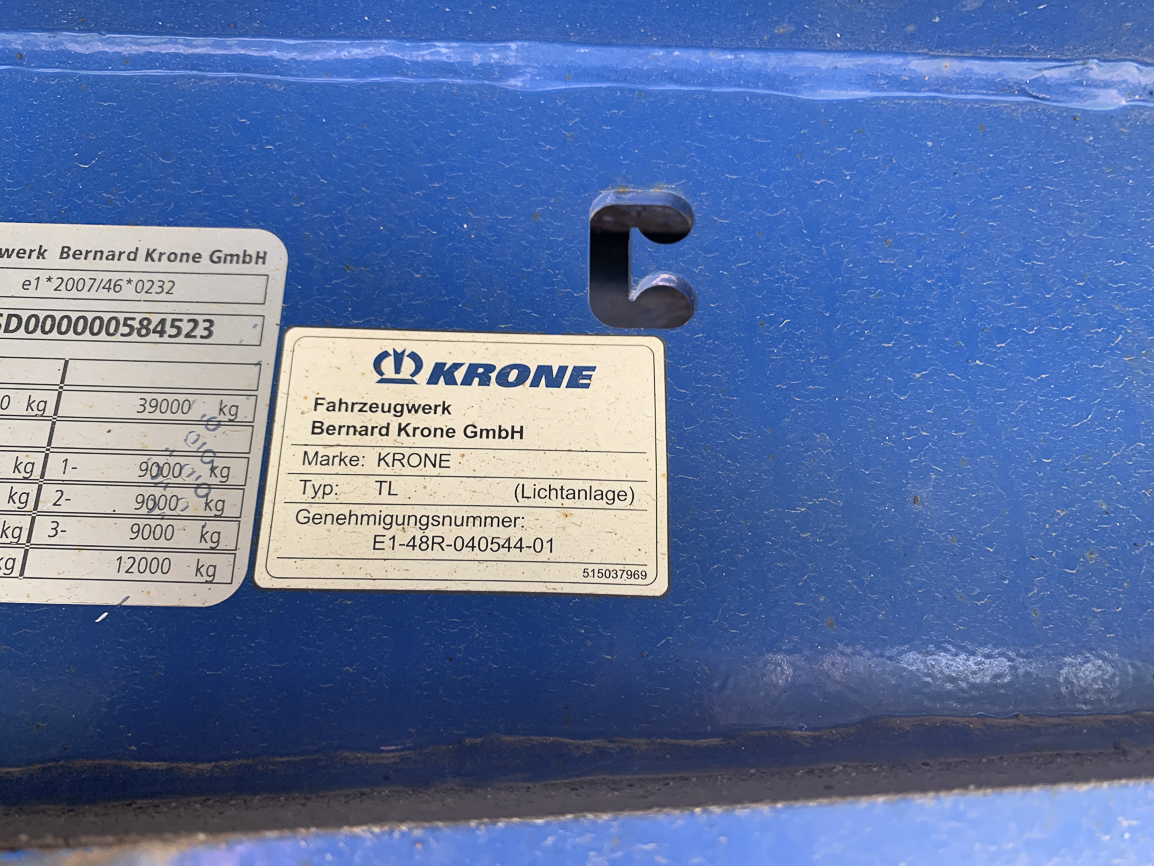 werk Bernard Krone GmbH
e1*2007/46*0232
SD000000584523
0 kg 39000 kg
kg 1- 9000 kg
kg 2- 9000 kg
kg 3- 9000 kg
kg 12000 kg
KRONE
Fahrzeugwerk
Bernard Krone GmbH
Marke: KRONE
Typ: TL (Lichtanlage)
Genehmigungsnummer:
E1-48R-040544-01
515037969